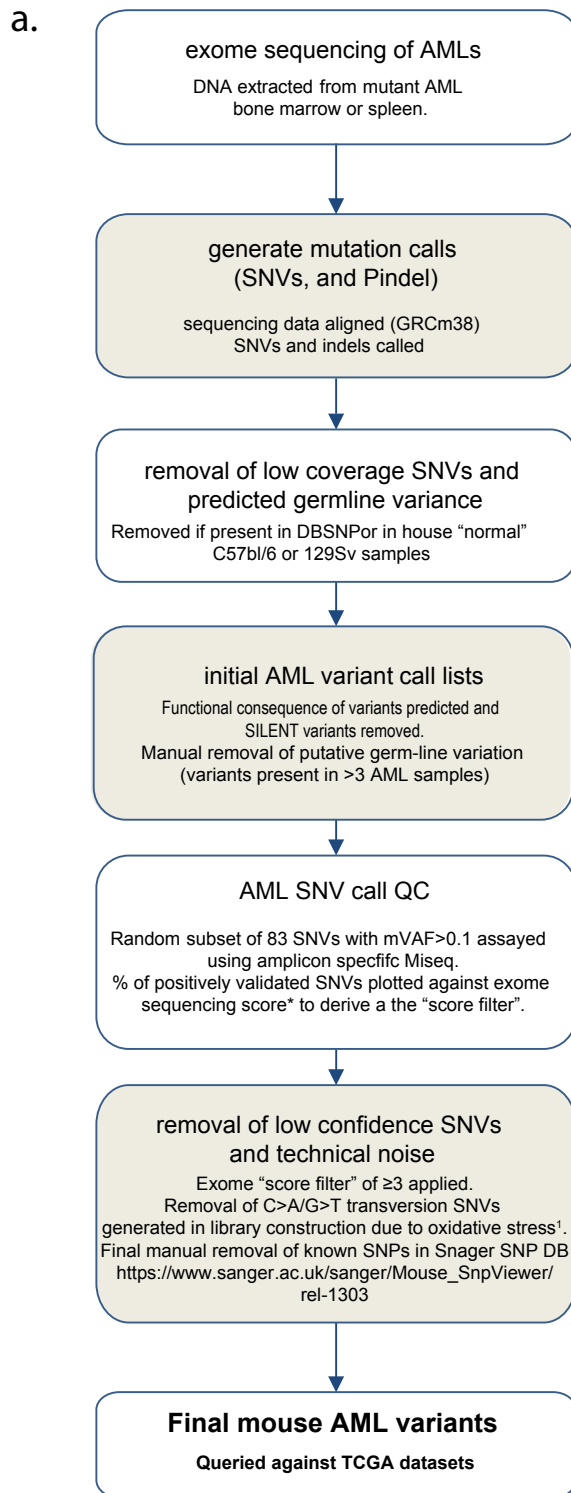 a.
exome sequencing of AMLs
DNA extracted from mutant AML
bone marrow or spleen.
generate mutation calls
(SNVs, and Pindel)
sequencing data aligned (GRCm38)
SNVs and indels called
removal of low coverage SNVs and
predicted germline variance
Removed if present in DBSNPor in house “normal”
C57bl/6 or 129Sv samples
initial AML variant call lists
Functional consequence of variants predicted and
SILENT variants removed.
Manual removal of putative germ-line variation
(variants present in >3 AML samples)
AML SNV call QC
Random subset of 83 SNVs with mVAF>0.1 assayed
using amplicon specfifc Miseq.
% of positively validated SNVs plotted against exome
sequencing score* to derive a the “score filter”.
removal of low confidence SNVs
and technical noise
Exome “score filter” of ≥3 applied.
Removal of C>A/G>T transversion SNVs
generated in library construction due to oxidative stress¹.
Final manual removal of known SNPs in Snager SNP DB
https://www.sanger.ac.uk/sanger/Mouse_SnpViewer/
rel-1303
Final mouse AML variants
Queried against TCGA datasets